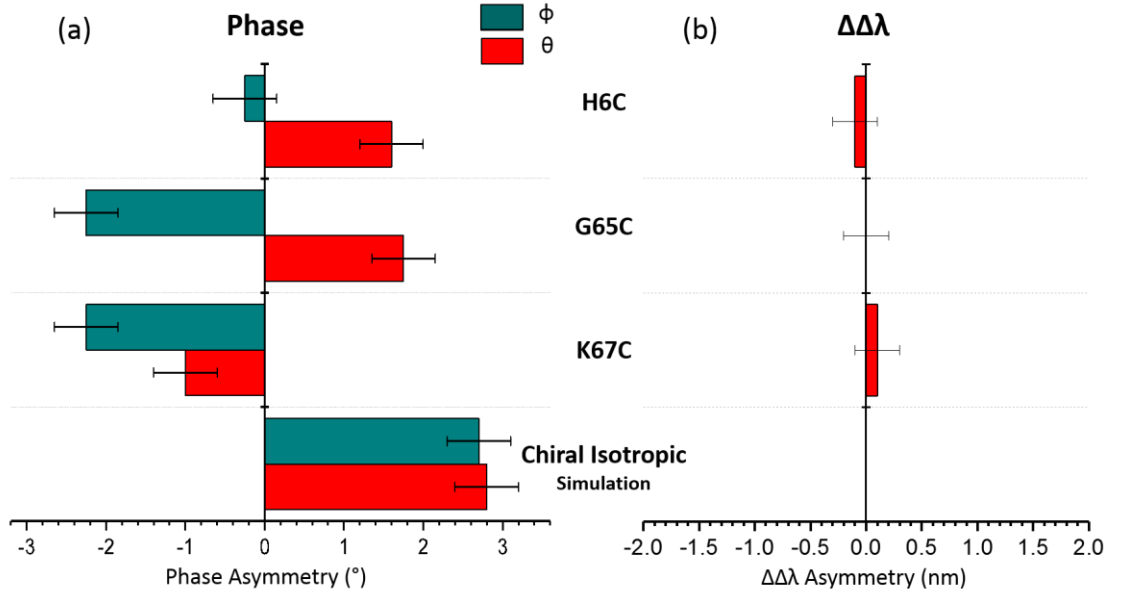 (a)
Phase
ϕ
θ
(b)
ΔΔλ
H6C
G65C
K67C
Chiral Isotropic
Simulation
-3 -2 -1 0 1 2 3
Phase Asymmetry (°)
-2.0 -1.5 -1.0 -0.5 0.0 0.5 1.0 1.5 2.0
ΔΔλ Asymmetry (nm)